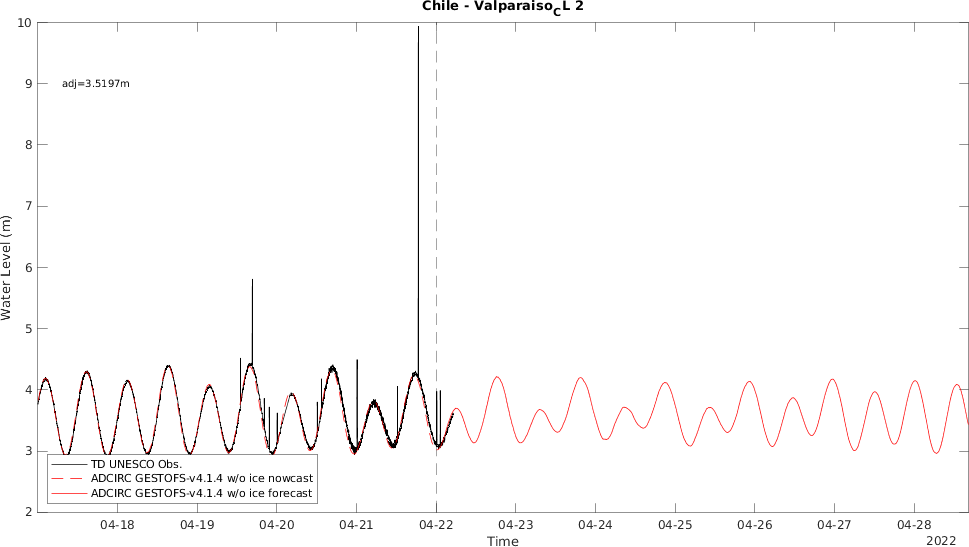 Chile - Valparaiso_CL 2
adj=3.5197m
Water Level (m)
10
9
8
7
6
5
4
3
2
TD UNESCO Obs.
ADCIRC GESTOFS-v4.1.4 w/o ice nowcast
ADCIRC GESTOFS-v4.1.4 w/o ice forecast
04-18 04-19 04-20 04-21 04-22 04-23 04-24 04-25 04-26 04-27 04-28
Time
2022